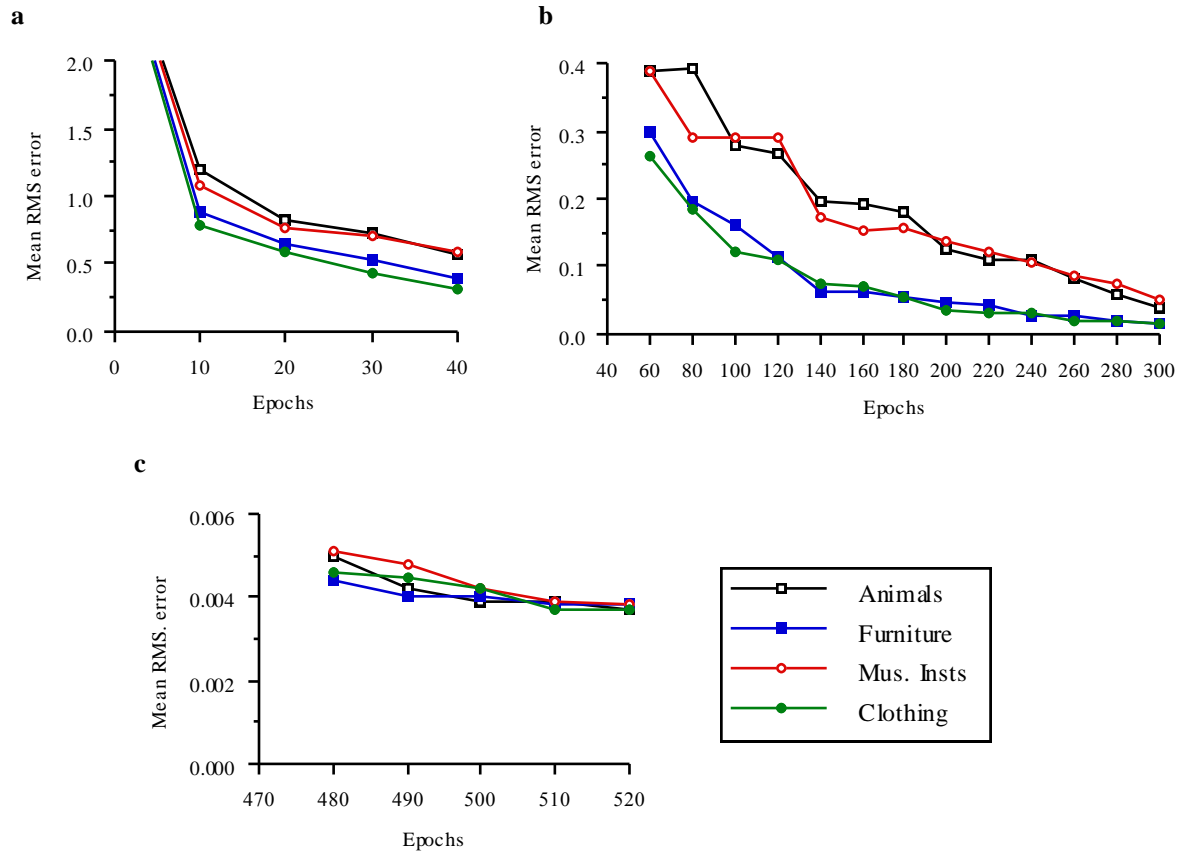 a
b
2.0
1.5
1.0
0.5
0.0
Mean RMS error
0 10 20 30 40
Epochs
0.4
0.3
0.2
0.1
0.0
Mean RMS error
40 60 80 100 120 140 160 180 200 220 240 260 280 300
Epochs
c
0.006
0.004
0.002
0.000
Mean RMS. error
470 480 490 500 510 520
Epochs
Animals
Furniture
Mus. Insts
Clothing